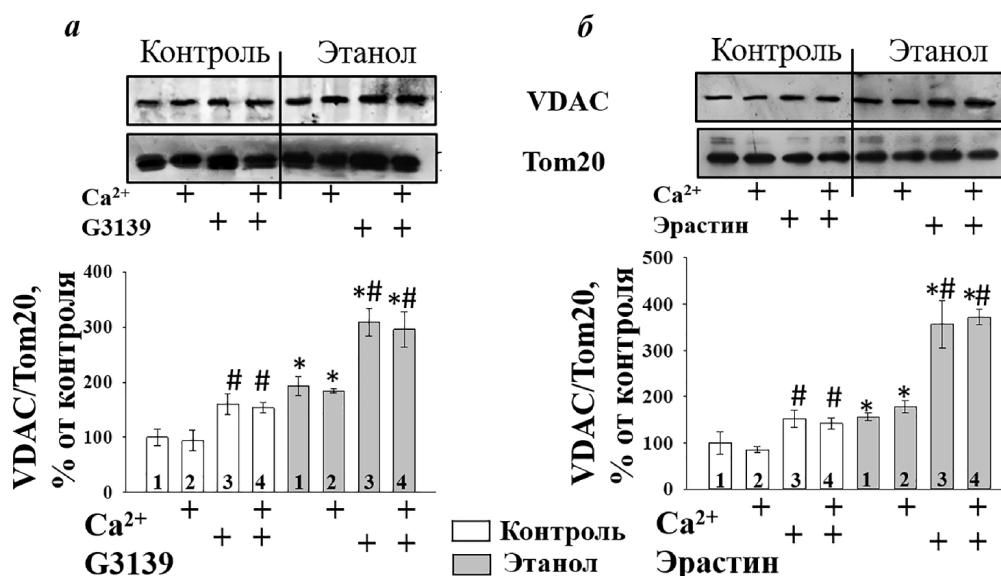 а
Контроль Этанол
Ca²⁺ + + + +
G3139 + + + +
VDAC/Tom20,
% от контроля
400
300
200
100
0
# # * * *# *#
1 2 3 4 1 2 3 4
Ca²⁺ + + + +
G3139 + + + +
VDAC
Tom20
б
Контроль Этанол
Ca²⁺ + + + +
Эрастин + + + +
VDAC/Tom20,
% от контроля
500
400
300
200
100
0
# # * * *# *#
1 2 3 4 1 2 3 4
Ca²⁺ + + + +
Эрастин + + + +
Контроль
Этанол